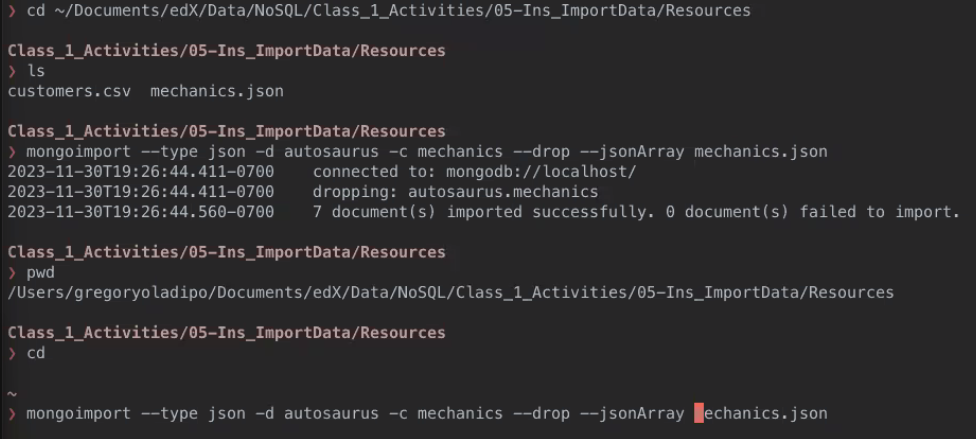 ❯ cd ~/Documents/edX/Data/NoSQL/Class_1_Activities/05-Ins_ImportData/Resources
Class_1_Activities/05-Ins_ImportData/Resources
❯ ls
customers.csv  mechanics.json
Class_1_Activities/05-Ins_ImportData/Resources
❯ mongoimport --type json -d autosaurus -c mechanics --drop --jsonArray mechanics.json
2023-11-30T19:26:44.411-0700    connected to: mongodb://localhost/
2023-11-30T19:26:44.411-0700    dropping: autosaurus.mechanics
2023-11-30T19:26:44.560-0700    7 document(s) imported successfully. 0 document(s) failed to import.
Class_1_Activities/05-Ins_ImportData/Resources
❯ pwd
/Users/gregoryoladipo/Documents/edX/Data/NoSQL/Class_1_Activities/05-Ins_ImportData/Resources
Class_1_Activities/05-Ins_ImportData/Resources
❯ cd
~
❯ mongoimport --type json -d autosaurus -c mechanics --drop --jsonArray mechanics.json